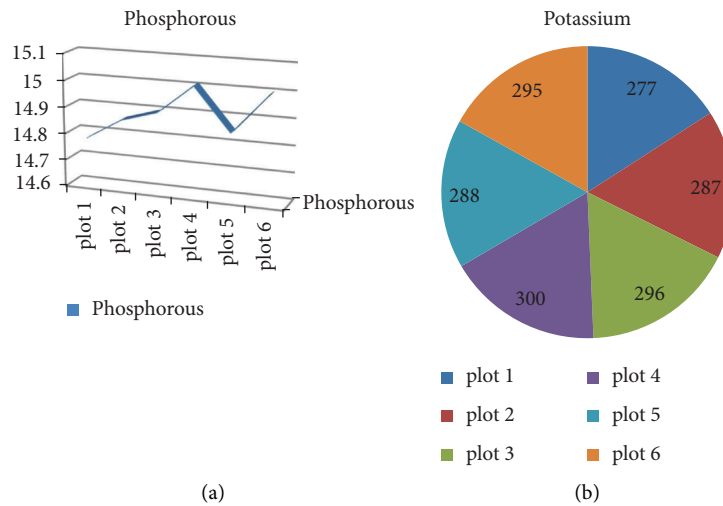 Phosphorous
15.1
15
14.9
14.8
14.7
14.6
plot 1
plot 2
plot 3
plot 4
plot 5
plot 6
Phosphorous
Phosphorous
(a)
Potassium
277
287
296
300
288
295
plot 1
plot 2
plot 3
plot 4
plot 5
plot 6
(b)